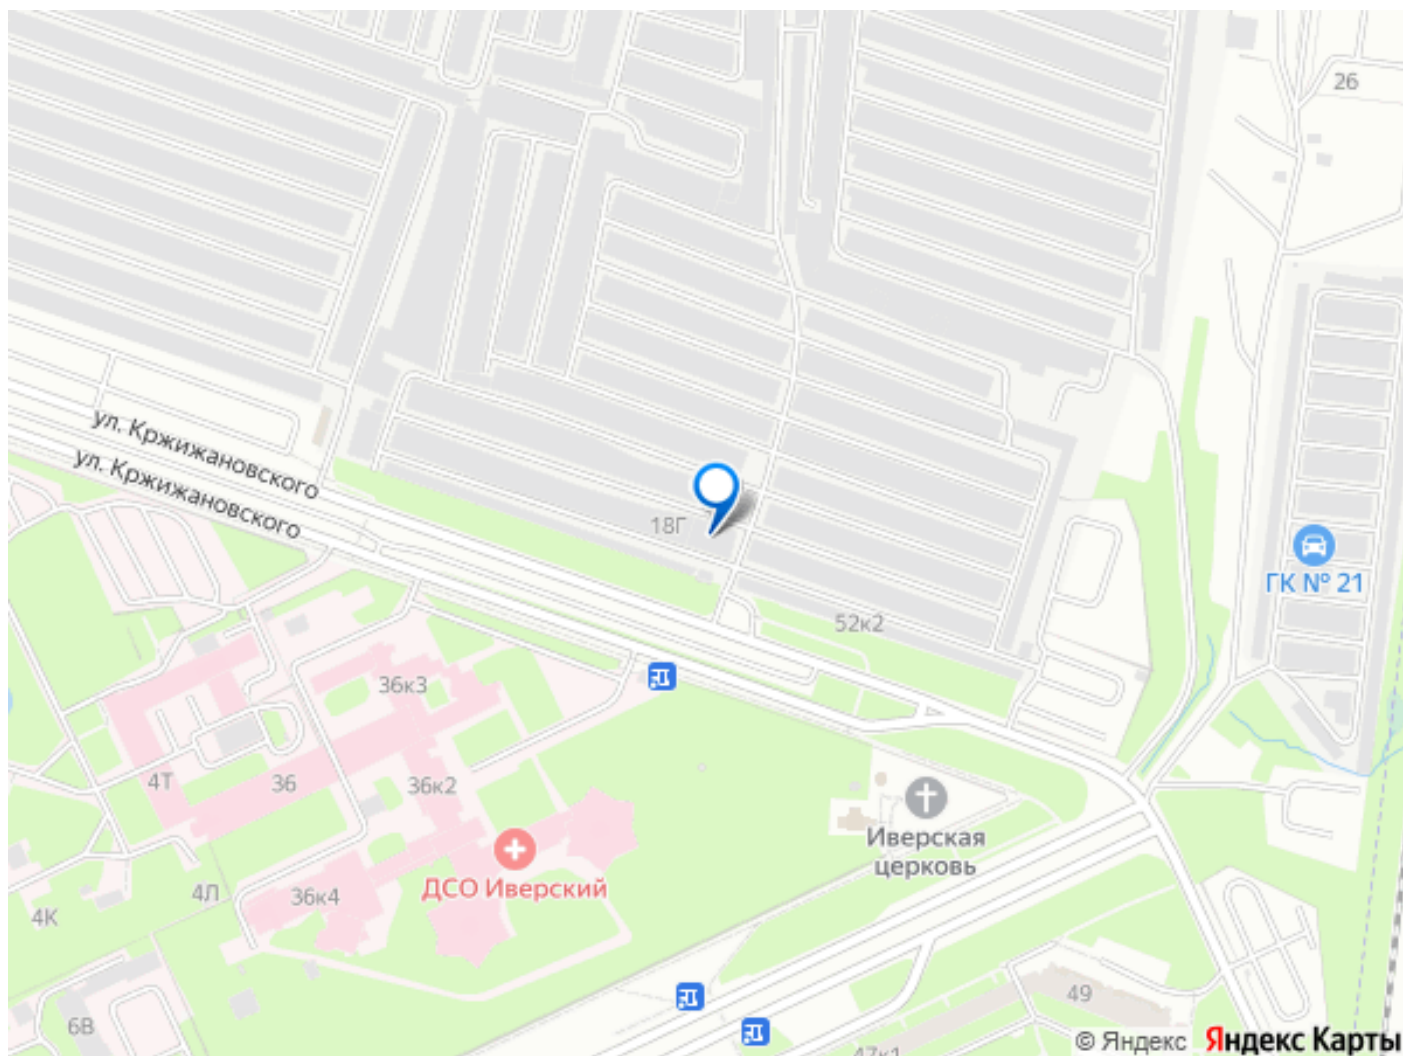 26
ул. Кржижановского
ул. Кржижановского
18Г
ГК № 21
52к2
36к3
4Т
36
36к2
Иверская
церковь
ДСО Иверский
4Л
36к4
4К
49
6В
47к1
© Яндекс Яндекс Карты